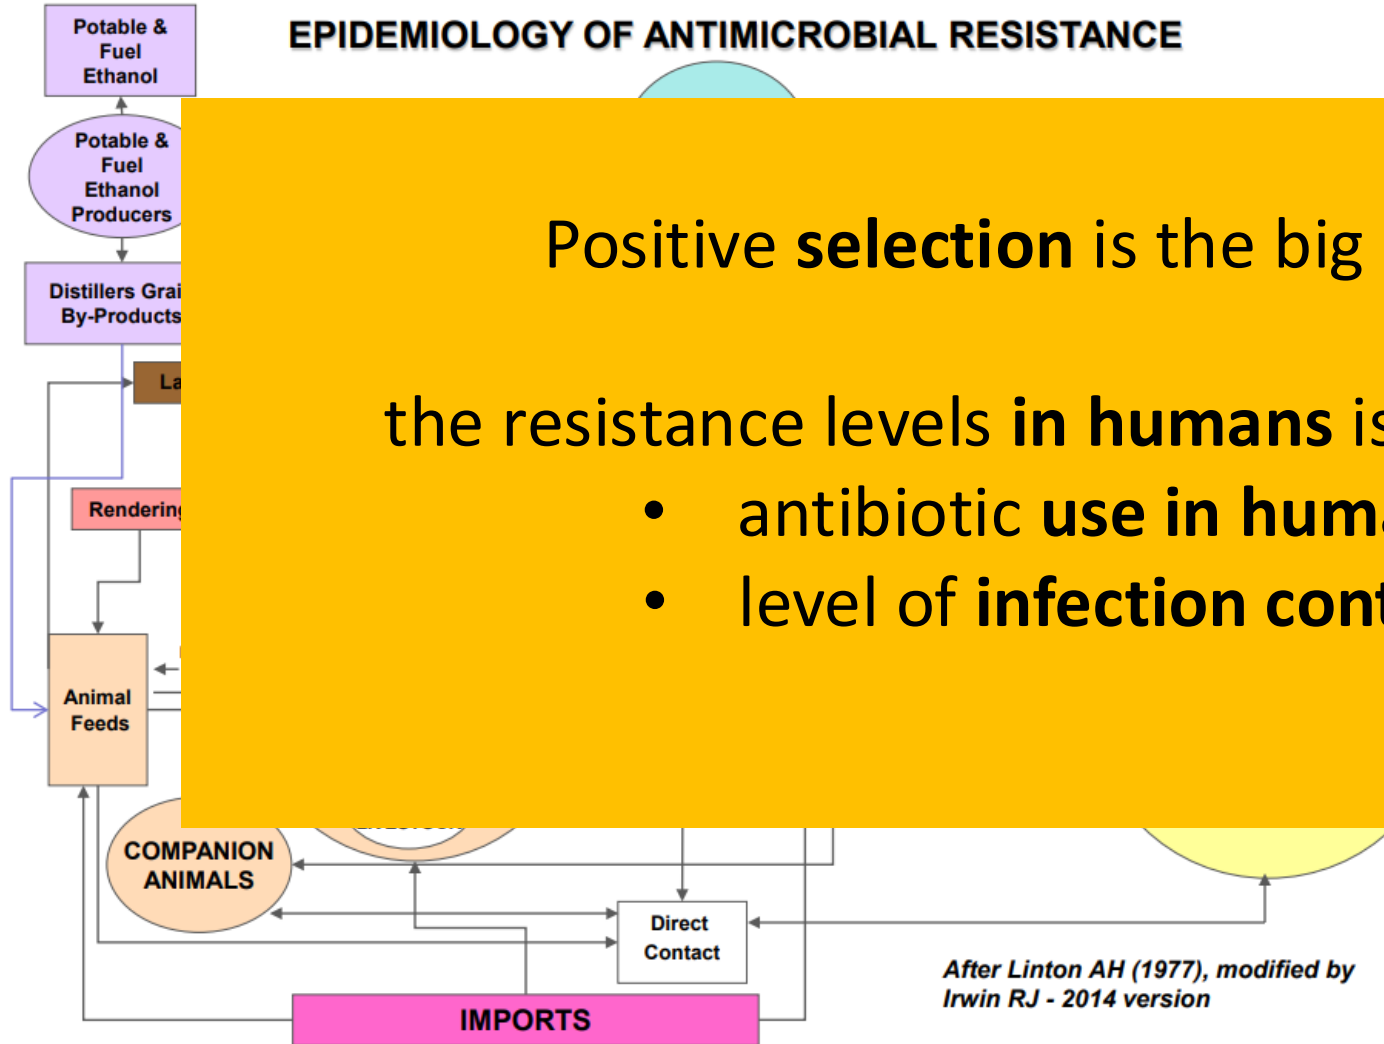 EPIDEMIOLOGY OF ANTIMICROBIAL RESISTANCE
Potable &
Fuel
Ethanol
Potable &
Fuel
Ethanol
Producers
Distillers Grai
By-Products
La
Rendering
Animal
Feeds
Positive selection is the big
the resistance levels in humans is
• antibiotic use in huma
• level of infection cont
COMPANION
ANIMALS
Direct
Contact
IMPORTS
After Linton AH (1977), modified by
Irwin RJ - 2014 version